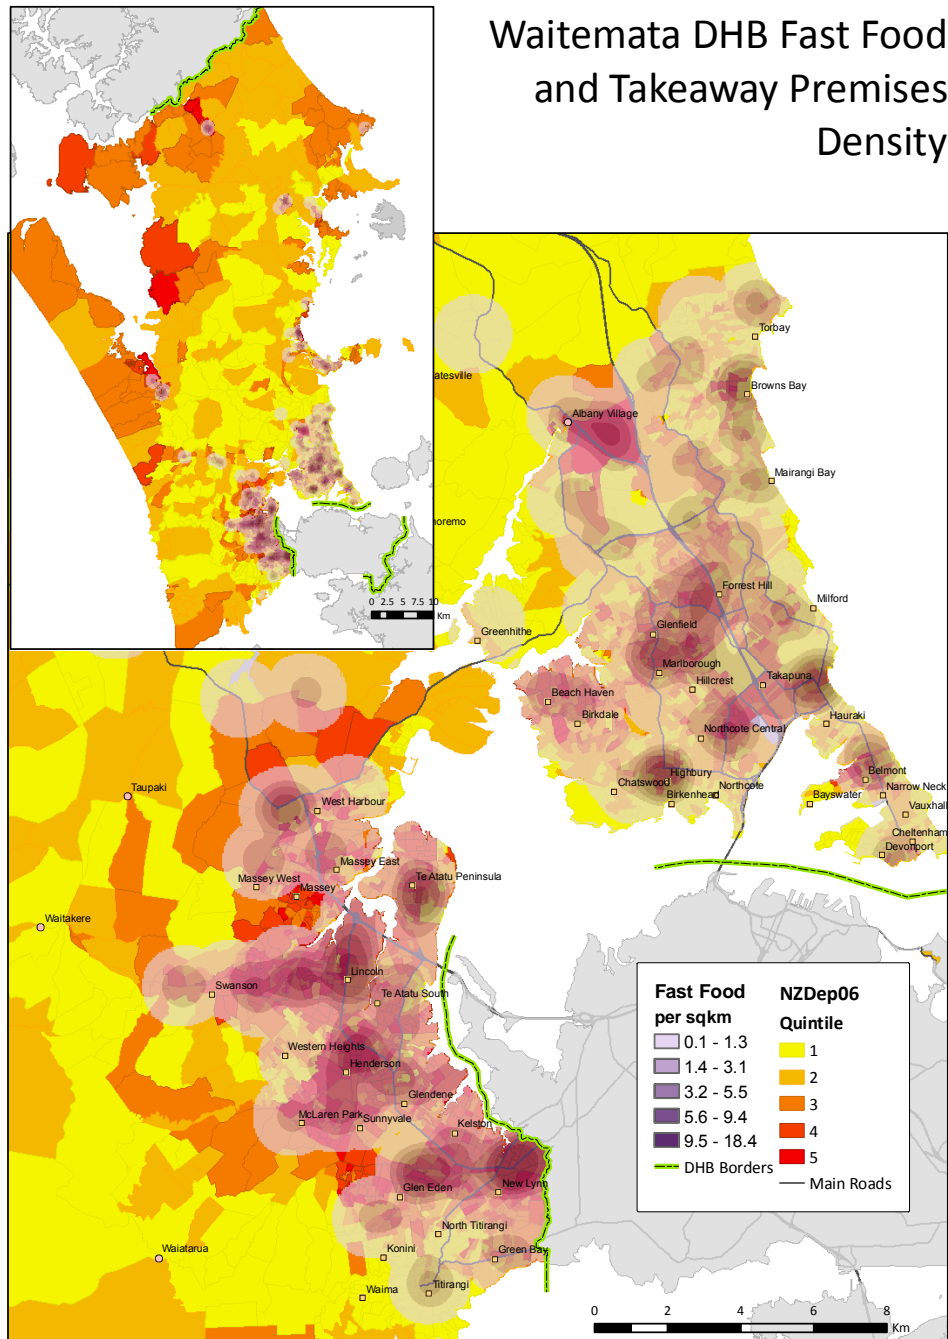 Waitemata DHB Fast Food
and Takeaway Premises
Density
0 2.5 5 7.5 10
Km
Torbay
atesville
Browns Bay
Albany Village
Mairangi Bay
oremo
Forrest Hill
Milford
Greenhithe
Glenfield
Marlborough
Hillcrest
Takapuna
Beach Haven
Birkdale
Hauraki
Northcote Central
Highbury
Chatswood
Birkenhead
Northcote
Belmont
Bayswater
Narrow Neck
Vauxhall
Cheltenham
Devonport
Taupaki
West Harbour
Massey East
Massey West
Massey
Te Atatu Peninsula
Waitakere
Lincoln
Swanson
Te Atatu South
Western Heights
Henderson
Glendene
McLaren Park
Sunnyvale
Kelston
Glen Eden
New Lynn
North Titirangi
Waiatarua
Konini
Green Bay
Waima
Titirangi
Fast Food
per sqkm
0.1 - 1.3
1.4 - 3.1
3.2 - 5.5
5.6 - 9.4
9.5 - 18.4
DHB Borders
NZDep06
Quintile
1
2
3
4
5
Main Roads
0 2 4 6 8
Km